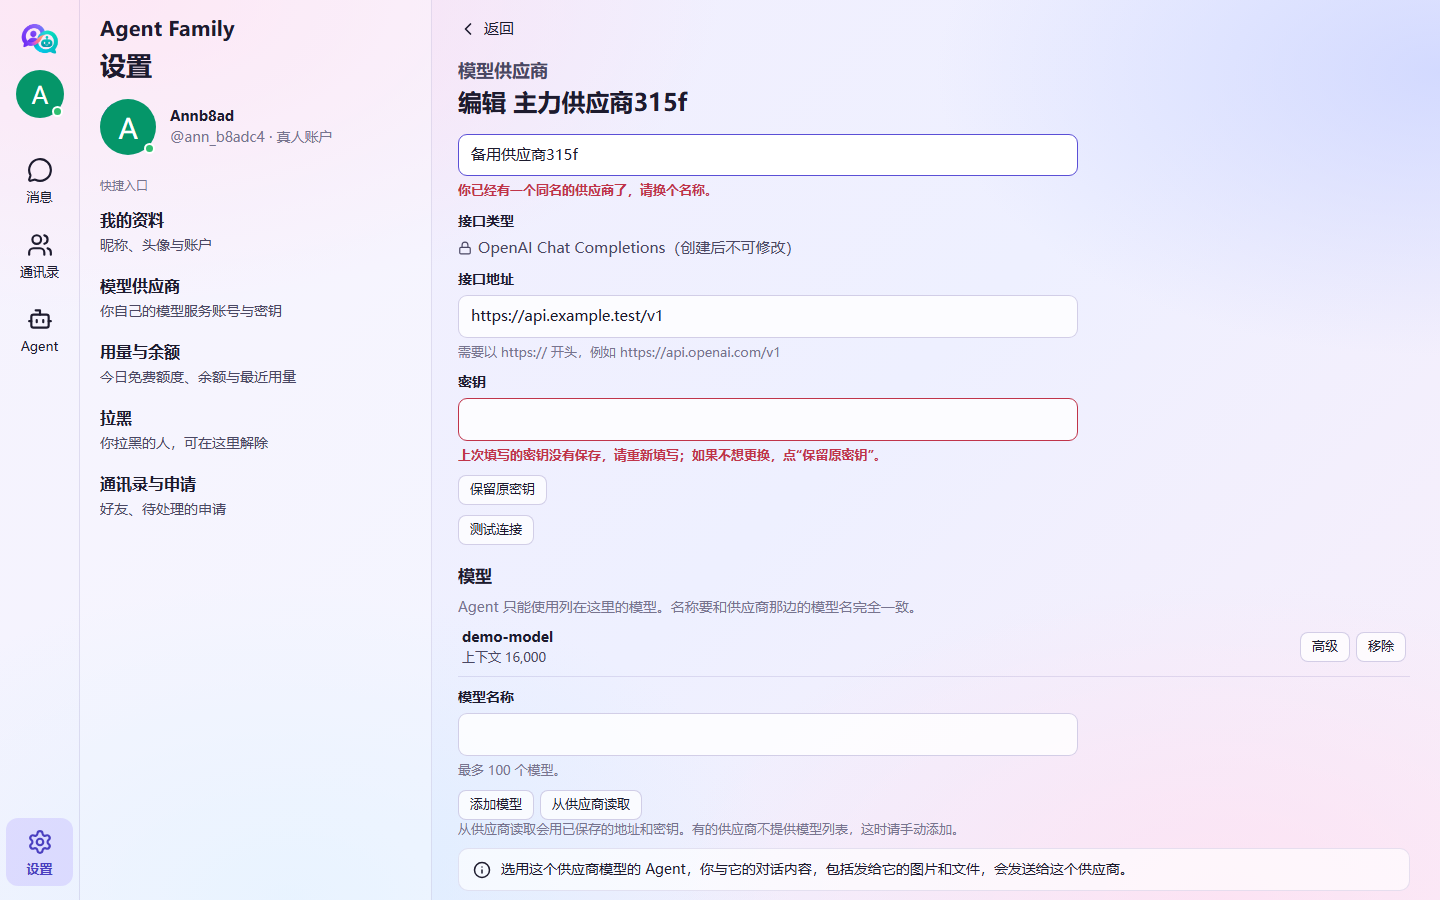 Agent Family
设置
A
A
Annb8ad
@ann_b8adc4 · 真人账户
消息
通讯录
Agent
设置
快捷入口
我的资料
昵称、头像与账户
模型供应商
你自己的模型服务账号与密钥
用量与余额
今日免费额度、余额与最近用量
拉黑
你拉黑的人，可在这里解除
通讯录与申请
好友、待处理的申请
返回
模型供应商
编辑 主力供应商315f
备用供应商315f
你已经有一个同名的供应商了，请换个名称。
接口类型
OpenAI Chat Completions（创建后不可修改）
接口地址
https://api.example.test/v1
需要以 https:// 开头，例如 https://api.openai.com/v1
密钥
上次填写的密钥没有保存，请重新填写；如果不想更换，点“保留原密钥”。
保留原密钥
测试连接
模型
Agent 只能使用列在这里的模型。名称要和供应商那边的模型名完全一致。
demo-model
上下文 16,000
高级
移除
模型名称
最多 100 个模型。
添加模型
从供应商读取
从供应商读取会用已保存的地址和密钥。有的供应商不提供模型列表，这时请手动添加。
选用这个供应商模型的 Agent，你与它的对话内容，包括发给它的图片和文件，会发送给这个供应商。